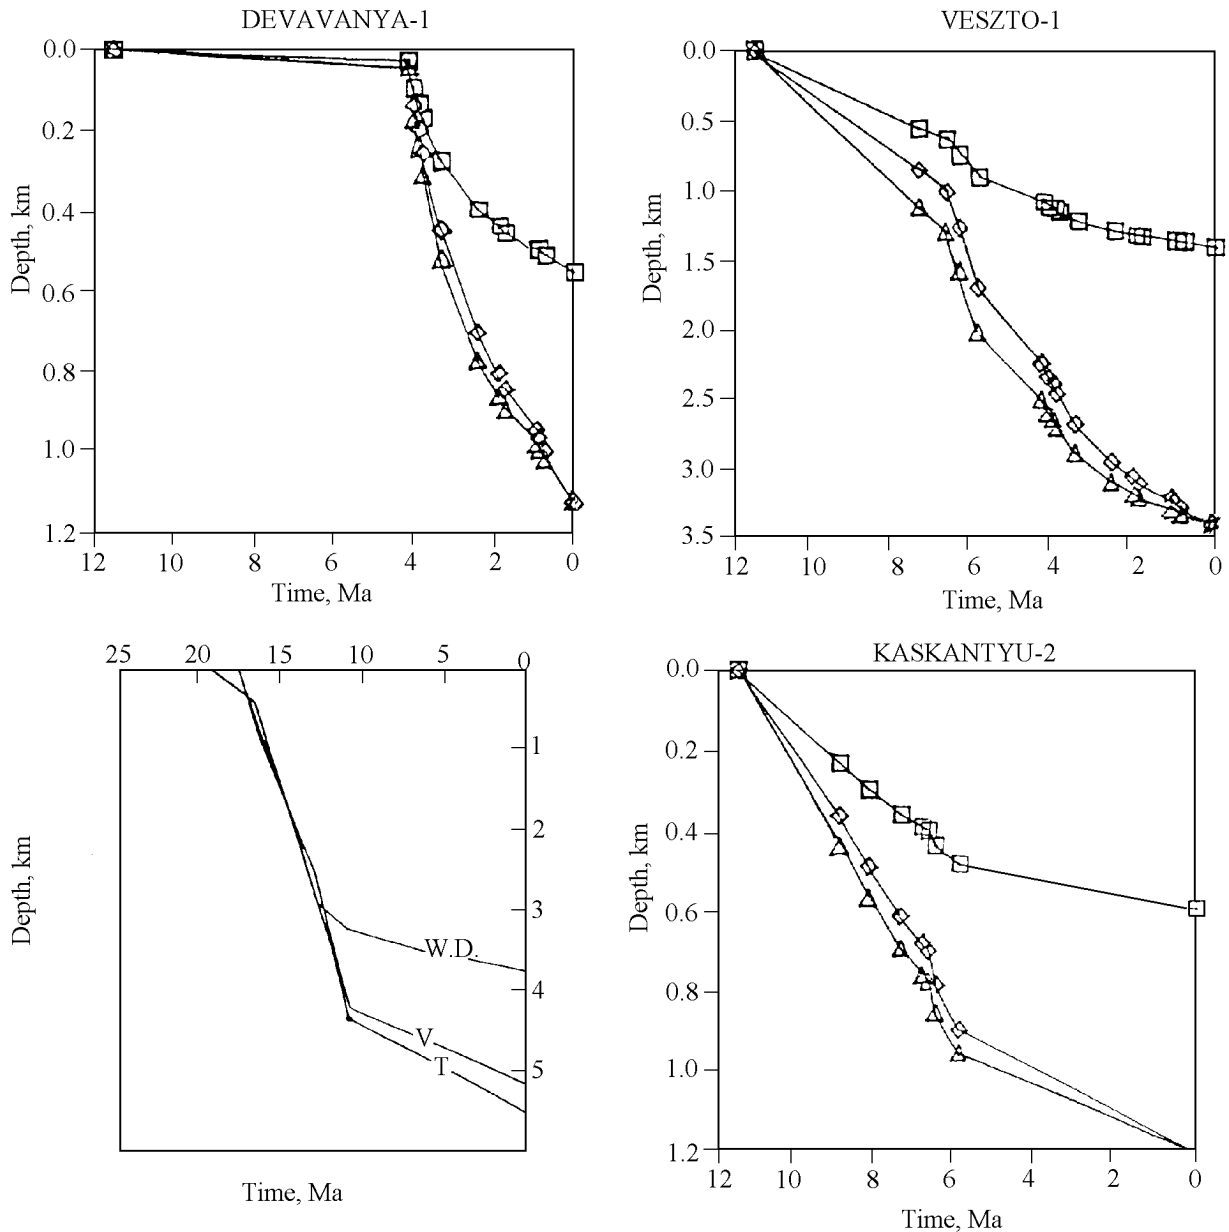 DEVAVANYA-1
0.0
0.2
0.4
0.6
0.8
1.0
1.2
Depth, km
12 10 8 6 4 2 0
Time, Ma
VESZTO-1
0.0
0.5
1.0
1.5
2.0
2.5
3.0
3.5
Depth, km
12 10 8 6 4 2 0
Time, Ma
25 20 15 10 5 0
1
2
3
4
5
Depth, km
W.D.
V
T
Time, Ma
KASKANTYU-2
0.0
0.2
0.4
0.6
0.8
1.0
1.2
Depth, km
12 10 8 6 4 2 0
Time, Ma